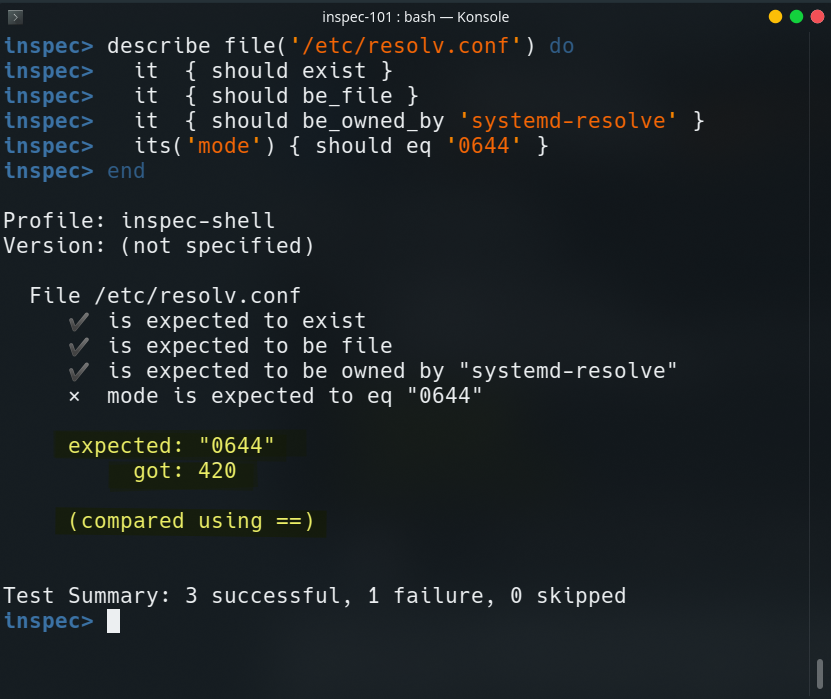 inspec-101 : bash — Konsole
inspec> describe file('/etc/resolv.conf') do
inspec>   it  { should exist }
inspec>   it  { should be_file }
inspec>   it  { should be_owned_by 'systemd-resolve' }
inspec>   its('mode') { should eq '0644' }
inspec> end
Profile: inspec-shell
Version: (not specified)
File /etc/resolv.conf
✔ is expected to exist
✔ is expected to be file
✔ is expected to be owned by "systemd-resolve"
× mode is expected to eq "0644"
expected: "0644"
got: 420
(compared using ==)
Test Summary: 3 successful, 1 failure, 0 skipped
inspec>